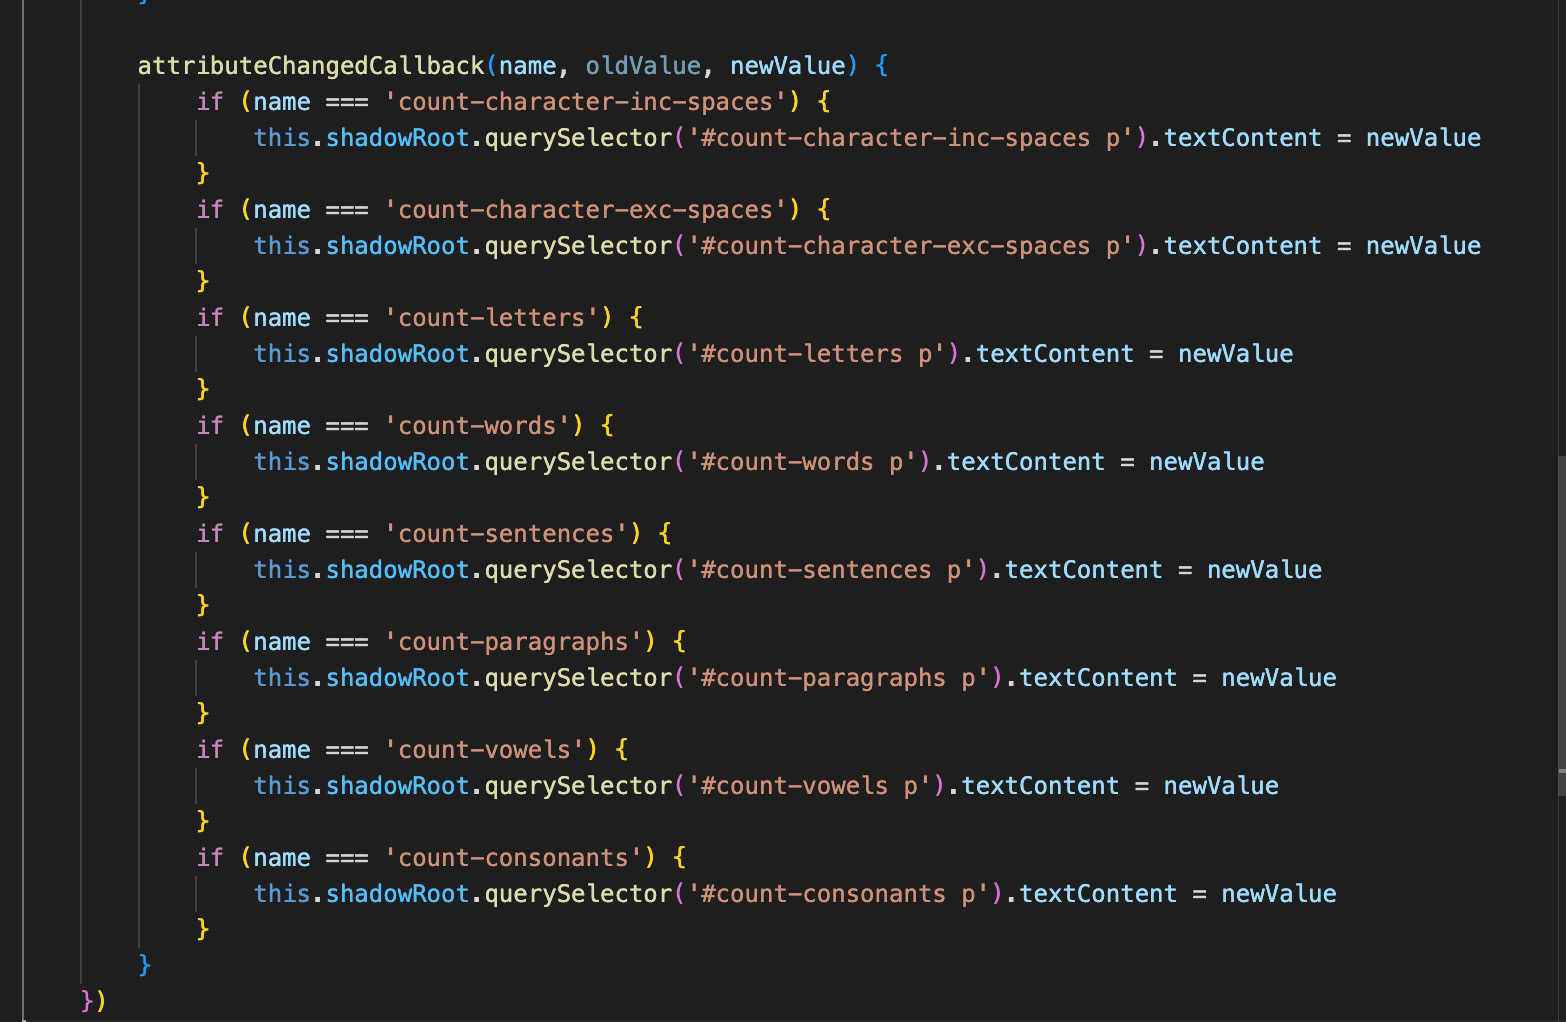 }
attributeChangedCallback(name, oldValue, newValue) {
if (name === 'count-character-inc-spaces') {
this.shadowRoot.querySelector('#count-character-inc-spaces p').textContent = newValue
}
if (name === 'count-character-exc-spaces') {
this.shadowRoot.querySelector('#count-character-exc-spaces p').textContent = newValue
}
if (name === 'count-letters') {
this.shadowRoot.querySelector('#count-letters p').textContent = newValue
}
if (name === 'count-words') {
this.shadowRoot.querySelector('#count-words p').textContent = newValue
}
if (name === 'count-sentences') {
this.shadowRoot.querySelector('#count-sentences p').textContent = newValue
}
if (name === 'count-paragraphs') {
this.shadowRoot.querySelector('#count-paragraphs p').textContent = newValue
}
if (name === 'count-vowels') {
this.shadowRoot.querySelector('#count-vowels p').textContent = newValue
}
if (name === 'count-consonants') {
this.shadowRoot.querySelector('#count-consonants p').textContent = newValue
}
}
})